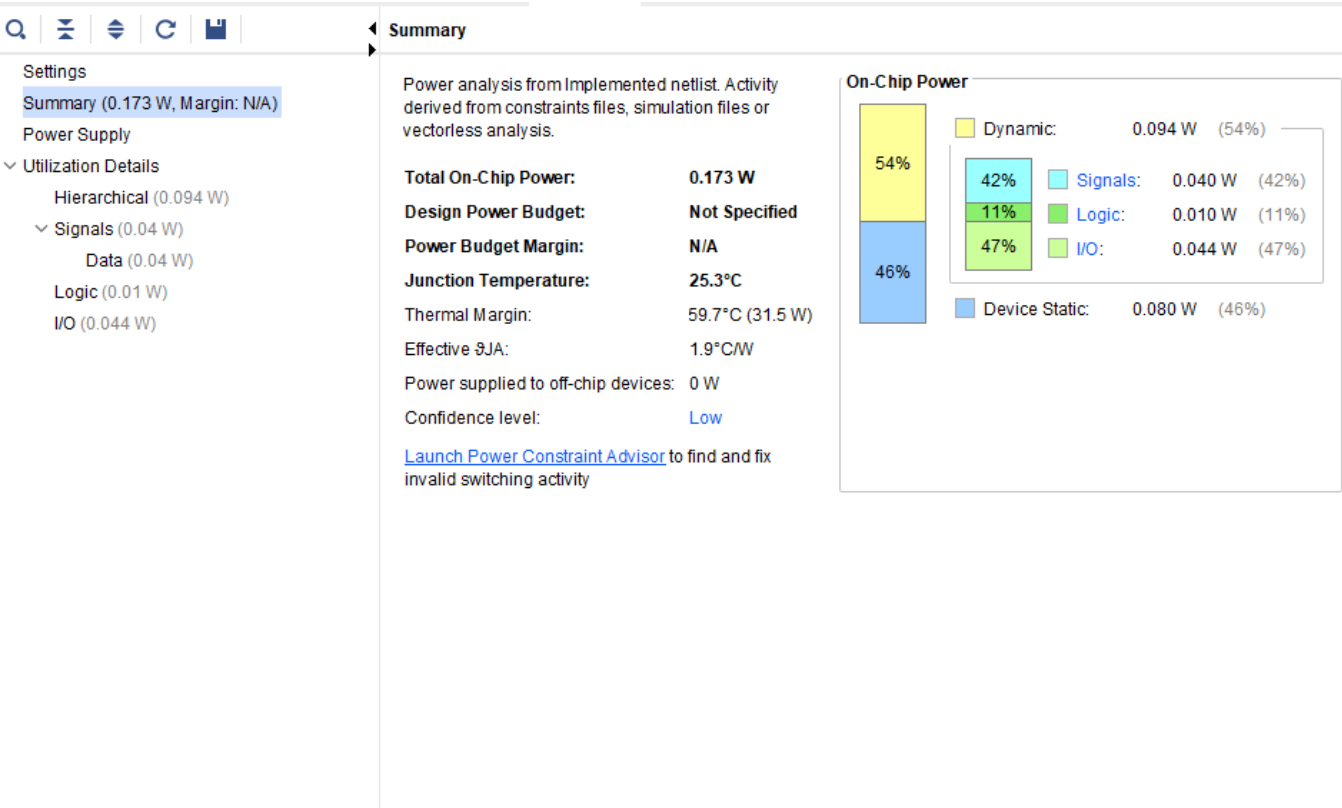 Summary
Settings
Summary (0.173 W, Margin: N/A)
Power Supply
Utilization Details
Hierarchical (0.094 W)
Signals (0.04 W)
Data (0.04 W)
Logic (0.01 W)
I/O (0.044 W)
Power analysis from Implemented netlist. Activity
derived from constraints files, simulation files or
vectorless analysis.
Total On-Chip Power: 0.173 W
Design Power Budget: Not Specified
Power Budget Margin: N/A
Junction Temperature: 25.3°C
Thermal Margin: 59.7°C (31.5 W)
Effective ϑJA: 1.9°C/W
Power supplied to off-chip devices: 0 W
Confidence level: Low
Launch Power Constraint Advisor to find and fix
invalid switching activity
On-Chip Power
54%
46%
Dynamic: 0.094 W (54%)
42% Signals: 0.040 W (42%)
11% Logic: 0.010 W (11%)
47% I/O: 0.044 W (47%)
Device Static: 0.080 W (46%)